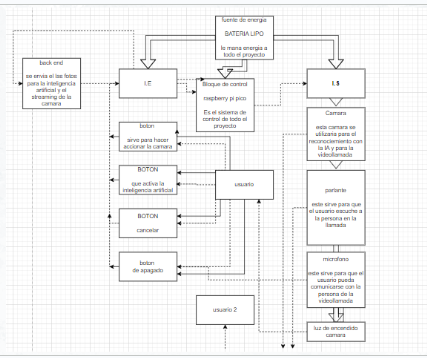 fuente de energia
BATERIA LIPO
le mana energia a
todo el proyecto
back end
se envia el las fotos
para la inteligencia
artificial y el
streaming de la
camara
I.E
Bloque de control
raspberry pi pico
Es el sistema de
control de todo el
proyecto
I.S
Camara
esta camara se
utilizaria para el
reconocimiento con
la IA y para la
videollamada
boton
sirve para hacer
accionar la camara
BOTON
que activa la
inteligencia artificial
usuario
parlante
este sirve para que
el usuario escuche a
la persona en la
llamada
BOTON
cancelar
boton
de apagado
microfono
este sirve para que el
usuario pueda
comunicarse con la
persona de la
videollamada
usuario 2
luz de encendido
camara